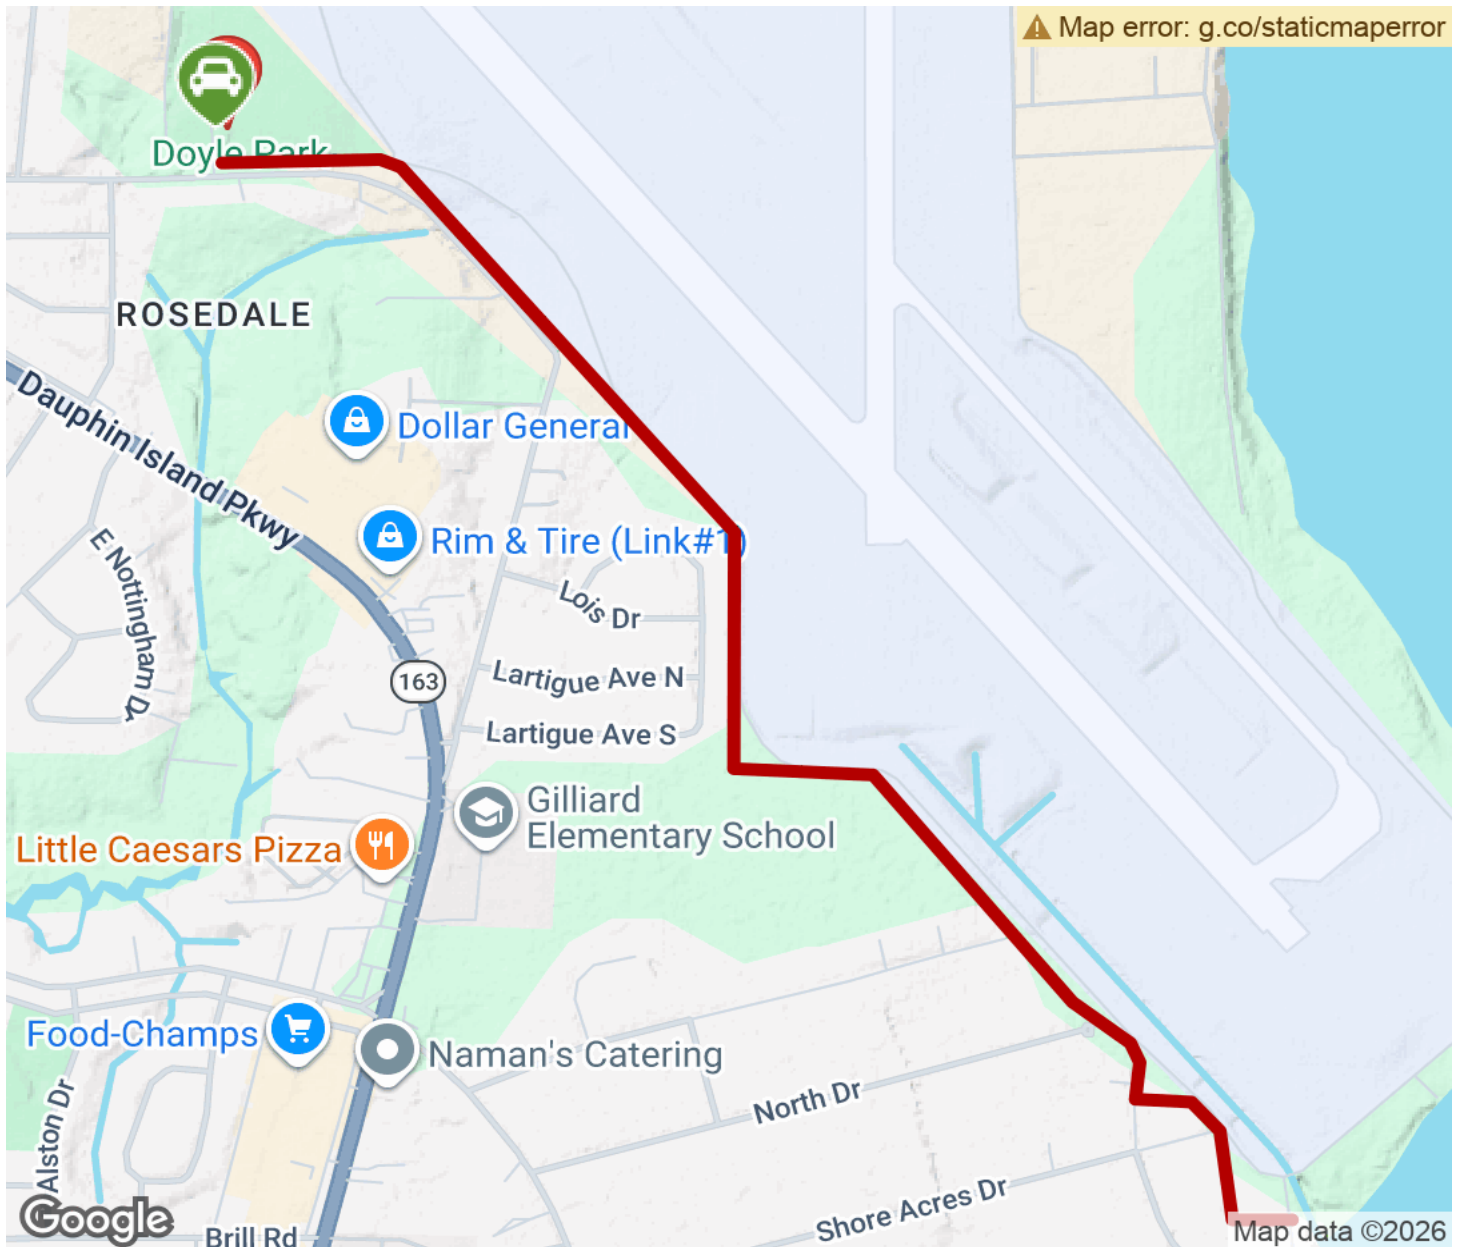 Map error: g.co/staticmaperror
Doyle Park
ROSEDALE
Dauphin Island Pkwy
Dollar General
Rim & Tire (Link#1)
E Nottingham Dr
Lois Dr
163
Lartigue Ave N
Lartigue Ave S
Gilliard
Elementary School
Little Caesars Pizza
Food-Champs
Naman's Catering
North Dr
Alston Dr
Shore Acres Dr
Google
Brill Rd
Map data ©2026